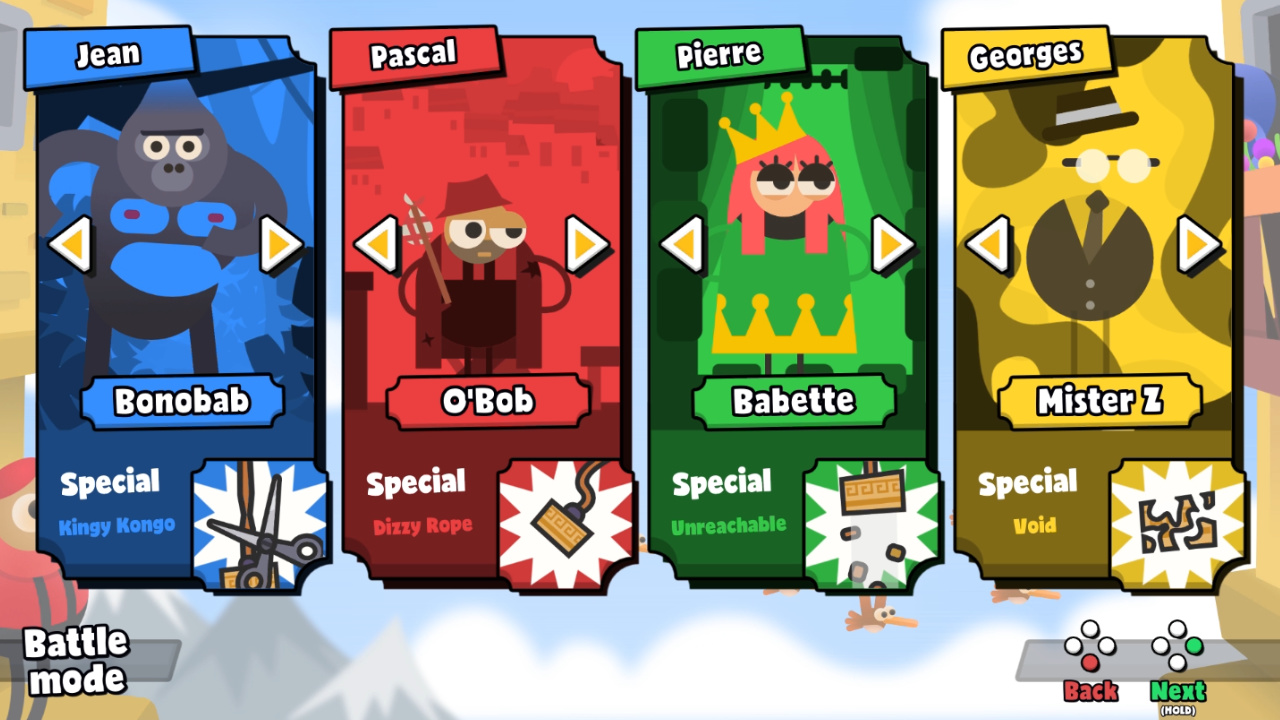 Jean
Pascal
Pierre
Georges
Bonobab
O'Bob
Babette
Mister Z
Special
Kingy Kongo
Special
Dizzy Rope
Special
Unreachable
Special
Void
Battle
mode
Back
Next
(HOLD)